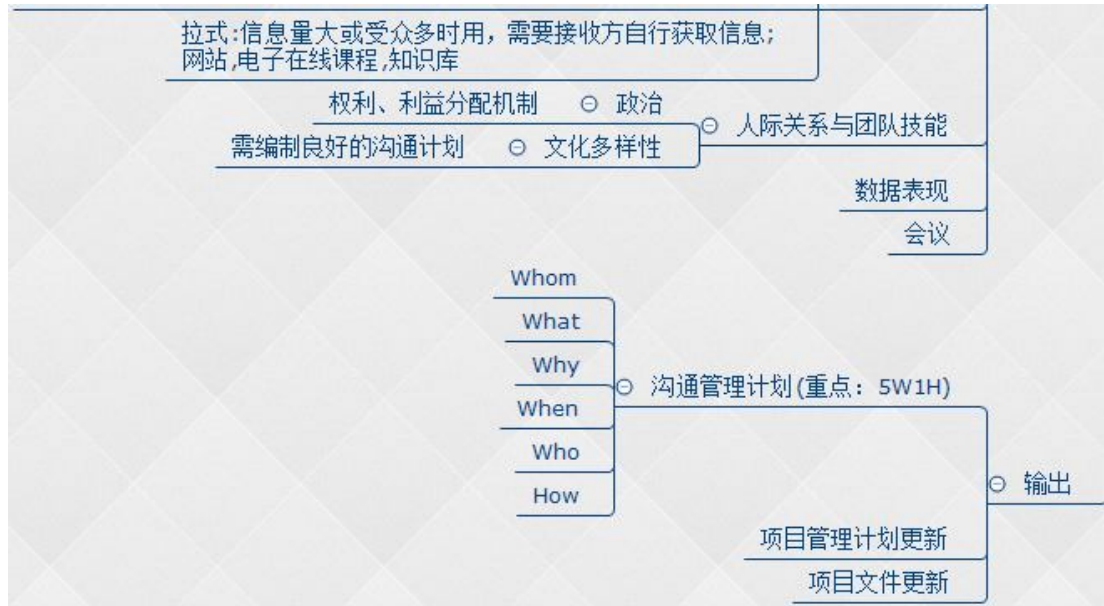 拉式:信息量大或受众多时用，需要接收方自行获取信息；
网站,电子在线课程,知识库
权利、利益分配机制 政治
人际关系与团队技能
需编制良好的沟通计划 文化多样性
数据表现
会议
Whom
What
Why
沟通管理计划(重点：5W1H)
When
Who
How
输出
项目管理计划更新
项目文件更新